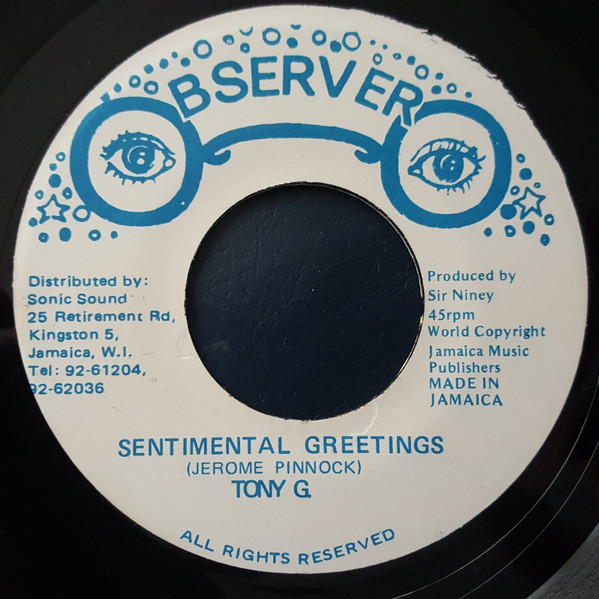 OBSERVER
Distributed by:
Sonic Sound
25 Retirement Rd,
Kingston 5,
Jamaica, W.I.
Tel: 92-61204,
92-62036
Produced by
Sir Niney
45rpm
World Copyright
Jamaica Music
Publishers
MADE IN
JAMAICA
SENTIMENTAL GREETINGS
(JEROME PINNOCK)
TONY G.
ALL RIGHTS RESERVED